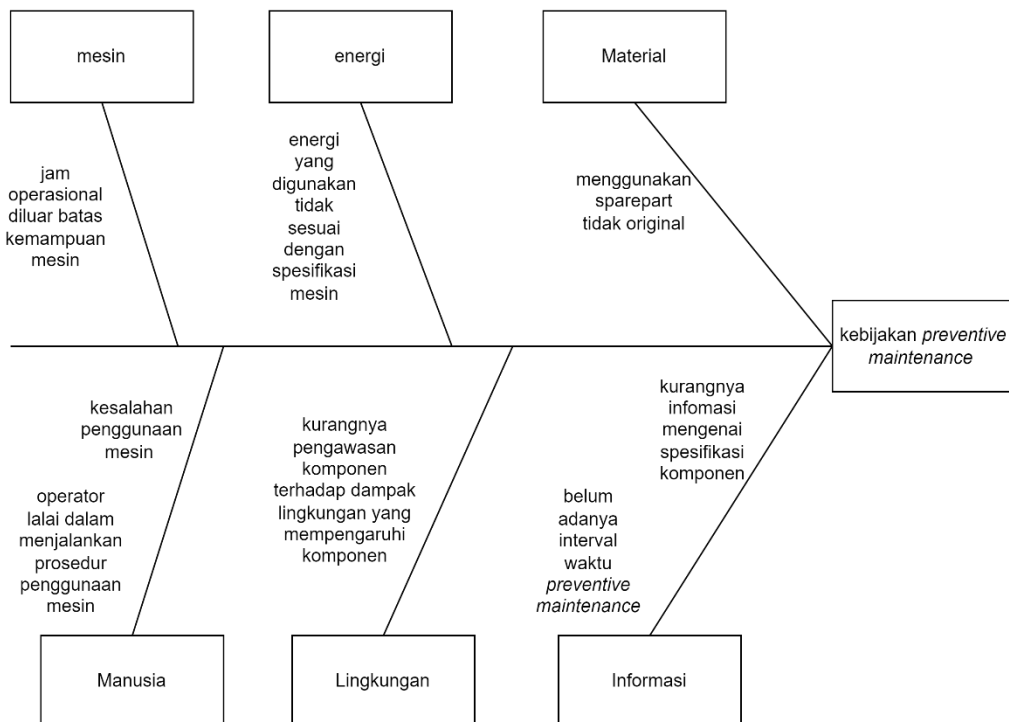 mesin
energi
Material
jam
operasional
diluar batas
kemampuan
mesin
energi
yang
digunakan
tidak
sesuai
dengan
spesifikasi
mesin
menggunakan
sparepart
tidak original
kebijakan preventive
maintenance
kesalahan
penggunaan
mesin
operator
lalai dalam
menjalankan
prosedur
penggunaan
mesin
kurangnya
pengawasan
komponen
terhadap dampak
lingkungan yang
mempengaruhi
komponen
kurangnya
infomasi
mengenai
spesifikasi
komponen
belum
adanya
interval
waktu
preventive
maintenance
Manusia
Lingkungan
Informasi